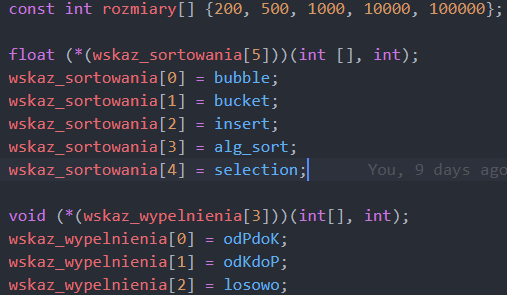 const int rozmiary[] {200, 500, 1000, 10000, 100000};
float (*(wskaz_sortowania[5]))(int [], int);
wskaz_sortowania[0] = bubble;
wskaz_sortowania[1] = bucket;
wskaz_sortowania[2] = insert;
wskaz_sortowania[3] = alg_sort;
wskaz_sortowania[4] = selection; You, 9 days ago
void (*(wskaz_wypelnienia[3]))(int[], int);
wskaz_wypelnienia[0] = odPdoK;
wskaz_wypelnienia[1] = odKdoP;
wskaz_wypelnienia[2] = losowo;